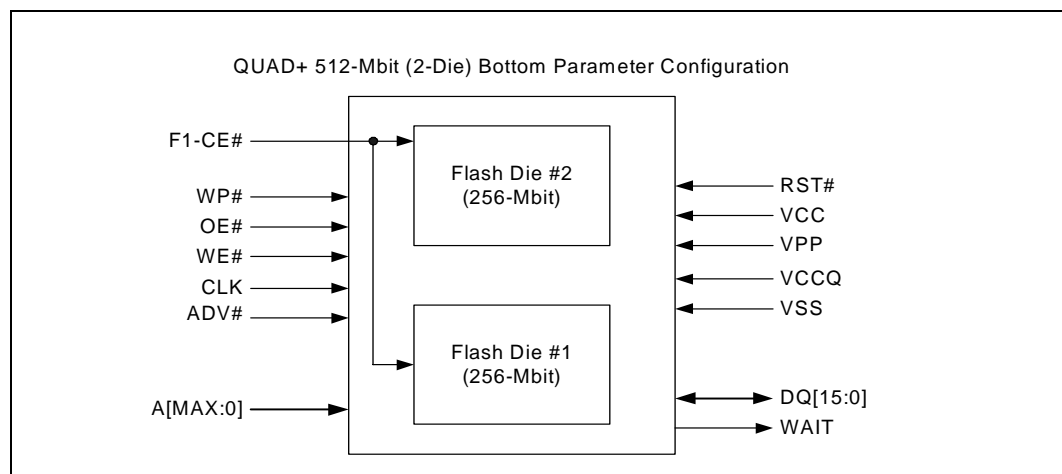 QUAD+ 512-Mbit (2-Die) Bottom Parameter Configuration
F1-CE#
WP#
OE#
WE#
CLK
ADV#
A[MAX:0]
Flash Die #2
(256-Mbit)
Flash Die #1
(256-Mbit)
RST#
VCC
VPP
VCCQ
VSS
DQ[15:0]
WAIT